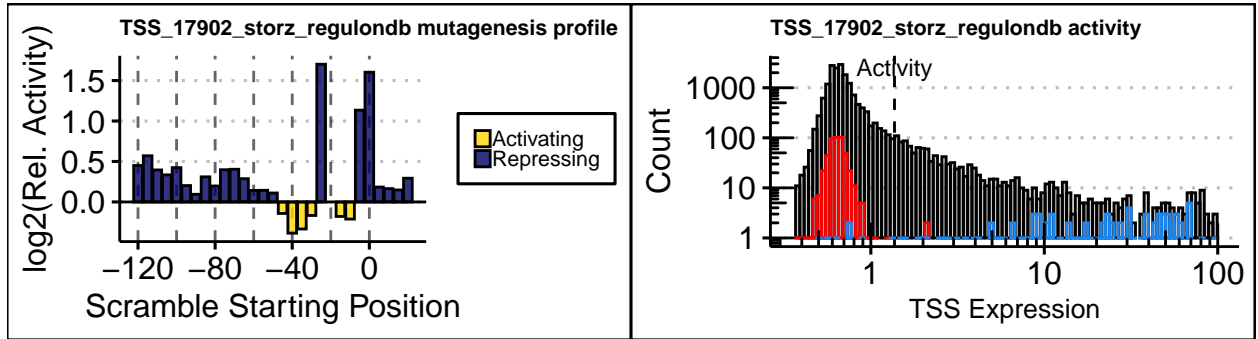 TSS_17902_storz_regulondb mutagenesis profile
log2(Rel. Activity)
1.5
1.0
0.5
0.0
−120
−80
−40
0
Scramble Starting Position
Activating
Repressing
TSS_17902_storz_regulondb activity
Activity
Count
1000
100
10
1
1
10
100
TSS Expression